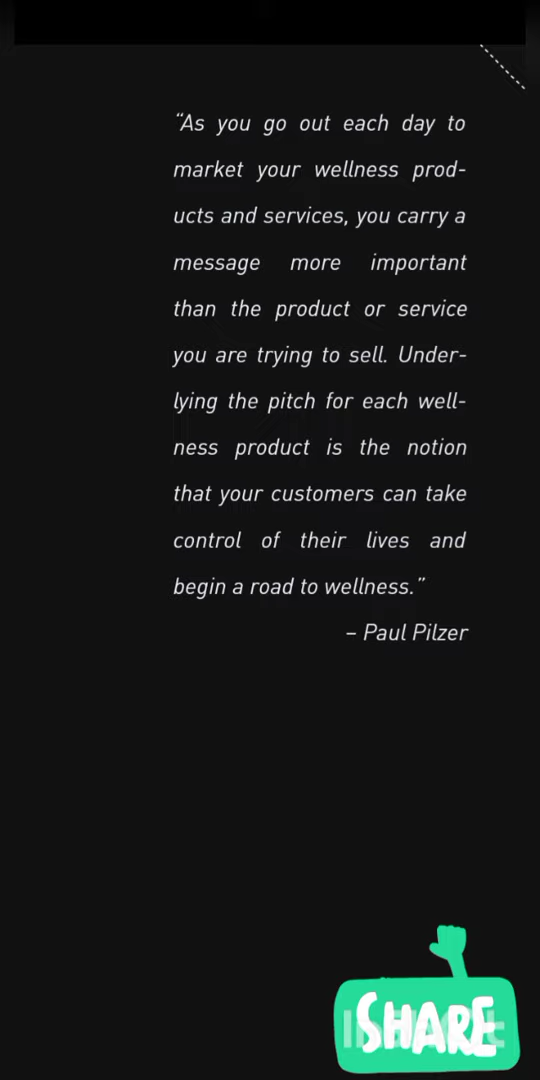 “As you go out each day to
market your wellness prod-
ucts and services, you carry a
message more important
than the product or service
you are trying to sell. Under-
lying the pitch for each well-
ness product is the notion
that your customers can take
control of their lives and
begin a road to wellness.”
– Paul Pilzer
SHARE